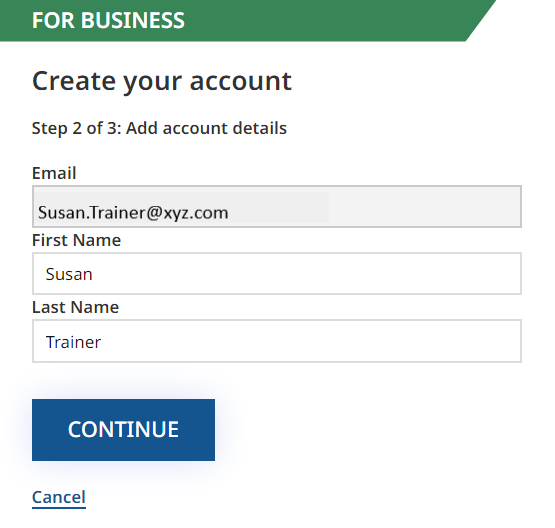 FOR BUSINESS
Create your account
Step 2 of 3: Add account details
Email
Susan.Trainer@xyz.com
First Name
Susan
Last Name
Trainer
CONTINUE
Cancel